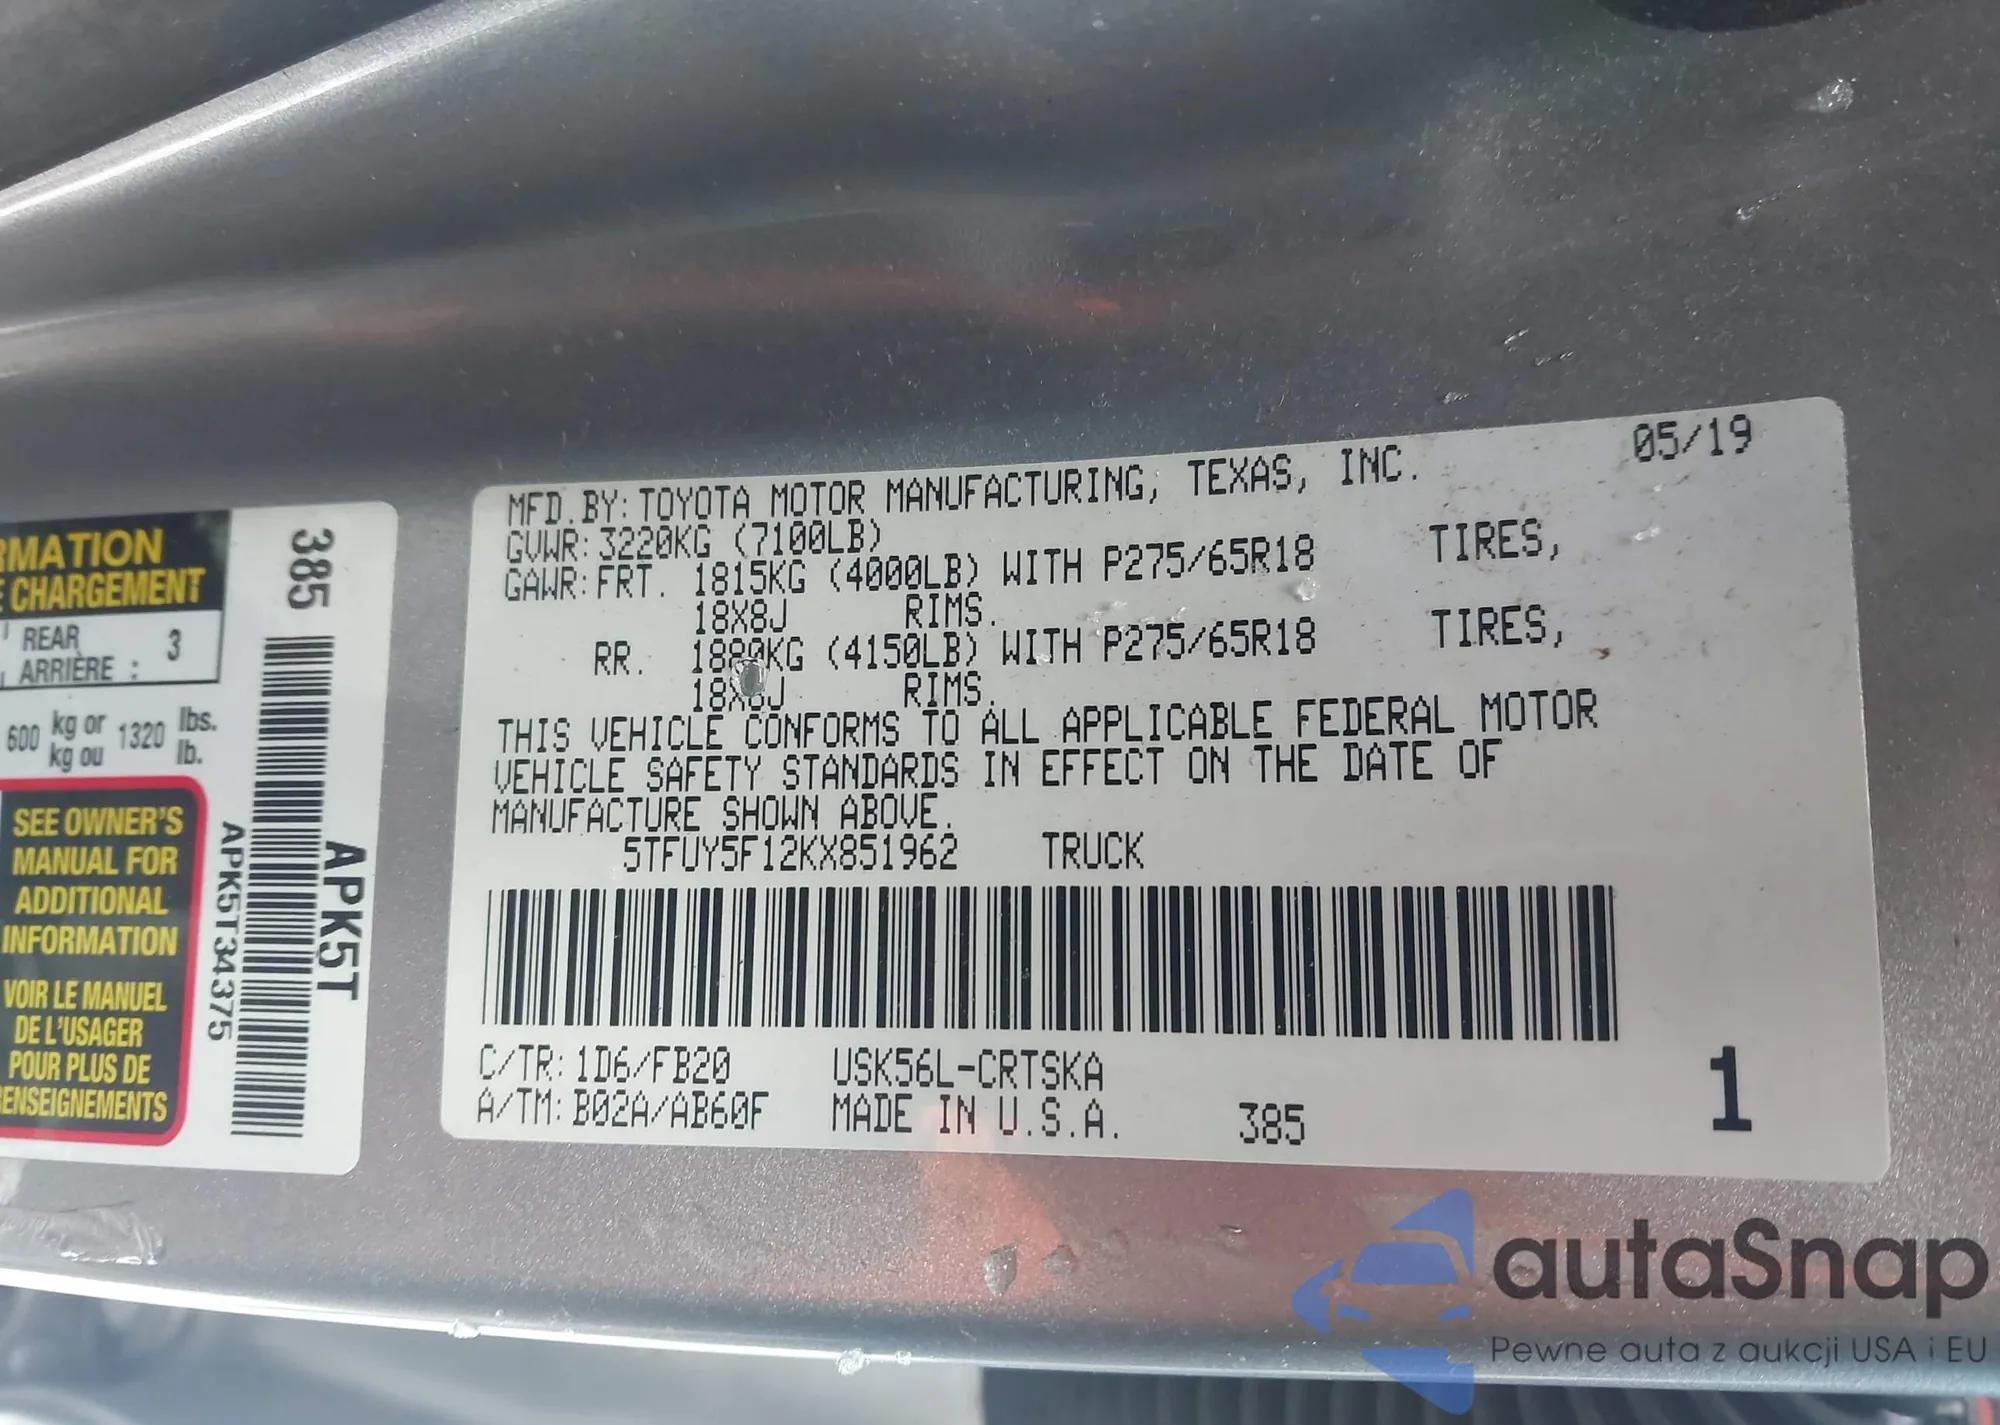 RMATION
E CHARGEMENT
REAR
ARRIÈRE : 3
600 kg or 1320 lbs.
kg ou lb.
SEE OWNER'S
MANUAL FOR
ADDITIONAL
INFORMATION
VOIR LE MANUEL
DE L'USAGER
POUR PLUS DE
RENSEIGNEMENTS
385
APK5T
APK5T34375
05/19
MFD.BY: TOYOTA MOTOR MANUFACTURING, TEXAS, INC.
GVWR: 3220KG (7100LB)
GAWR: FRT. 1815KG (4000LB) WITH P275/65R18 TIRES,
18X8J RIMS.
RR. 1880KG (4150LB) WITH P275/65R18 TIRES,
18X8J RIMS.
THIS VEHICLE CONFORMS TO ALL APPLICABLE FEDERAL MOTOR
VEHICLE SAFETY STANDARDS IN EFFECT ON THE DATE OF
MANUFACTURE SHOWN ABOVE.
5TFUY5F12KX851962 TRUCK
C/TR: 1D6/FB20 USK56L-CRTSKA
A/TM: B02A/AB60F MADE IN U.S.A. 385
1
autaSnap
Pewne auta z aukcji USA i EU